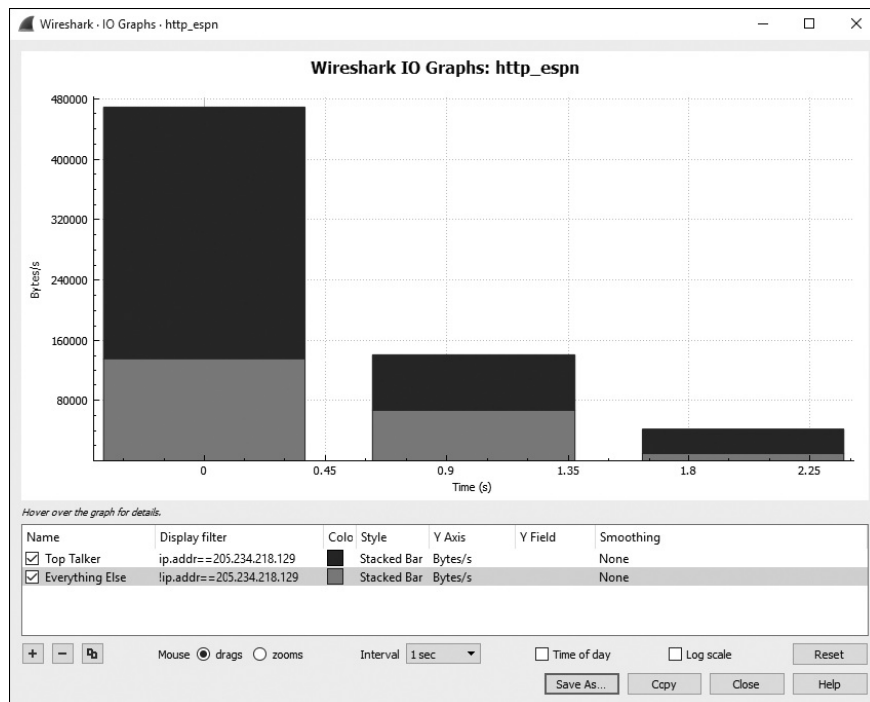 Wireshark · IO Graphs · http_espn
Wireshark IO Graphs: http_espn
480000
400000
320000
240000
160000
80000
Bytes/s
0 0.45 0.9 1.35 1.8 2.25
Time (s)
Hover over the graph for details.
Name Display filter Colo Style Y Axis Y Field Smoothing
Top Talker ip.addr==205.234.218.129 Stacked Bar Bytes/s None
Everything Else !ip.addr==205.234.218.129 Stacked Bar Bytes/s None
+ − Mouse drags zooms Interval 1 sec Time of day Log scale Reset
Save As... Copy Close Help